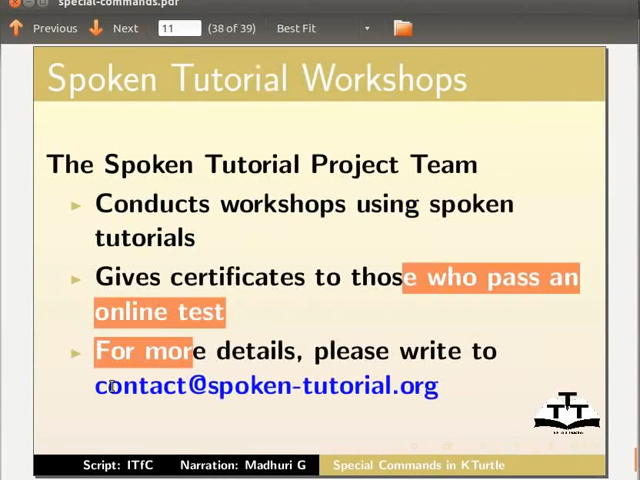 special-commands.pdf
Previous Next 11 (38 of 39) Best Fit
Spoken Tutorial Workshops
The Spoken Tutorial Project Team
Conducts workshops using spoken
tutorials
Gives certificates to those who pass an
online test
For more details, please write to
contact@spoken-tutorial.org
Script: ITfC Narration: Madhuri G Special Commands in KTurtle